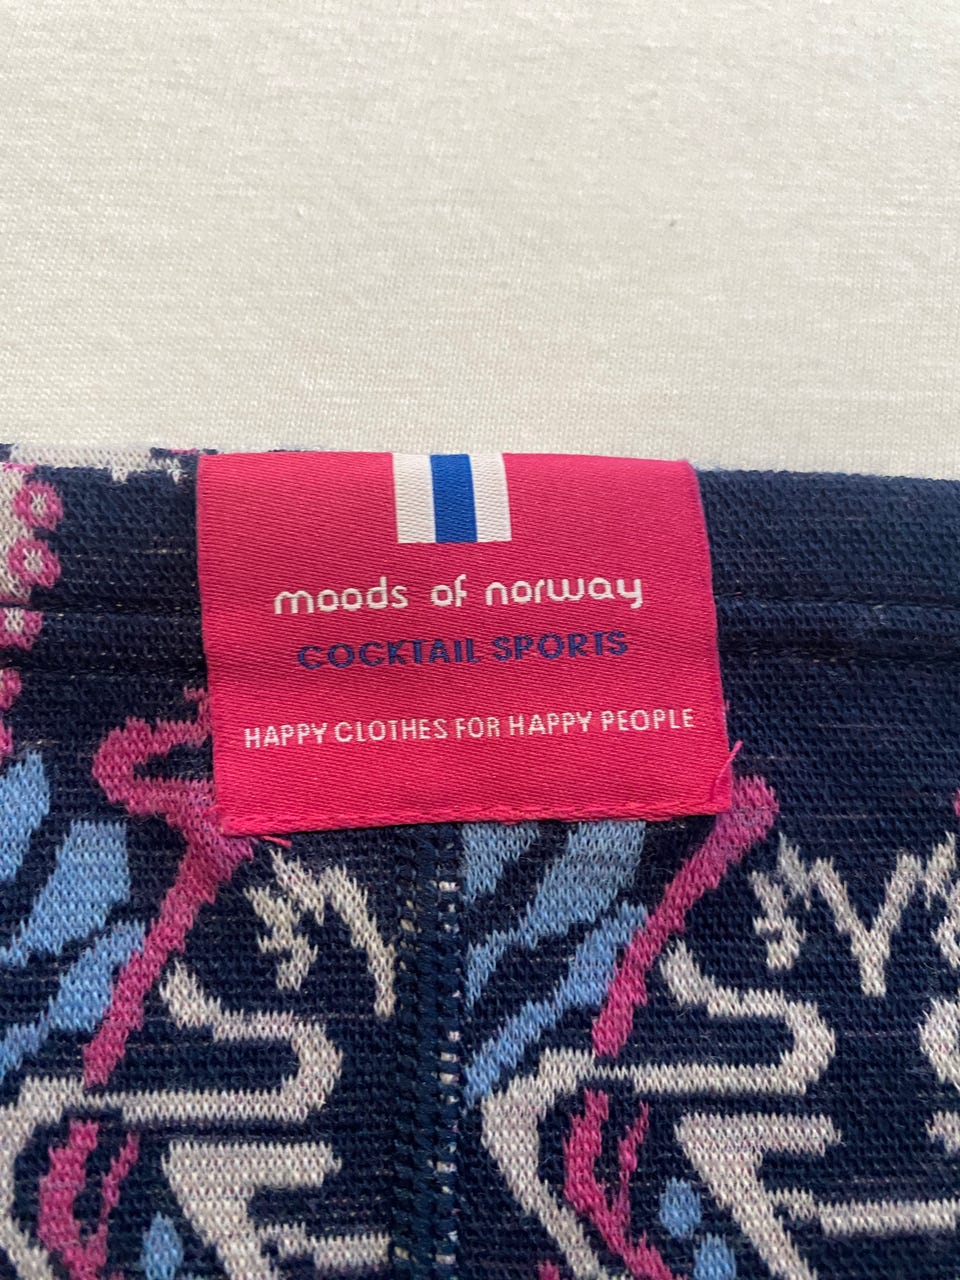 moods of norway
COCKTAIL SPORTS
HAPPY CLOTHES FOR HAPPY PEOPLE